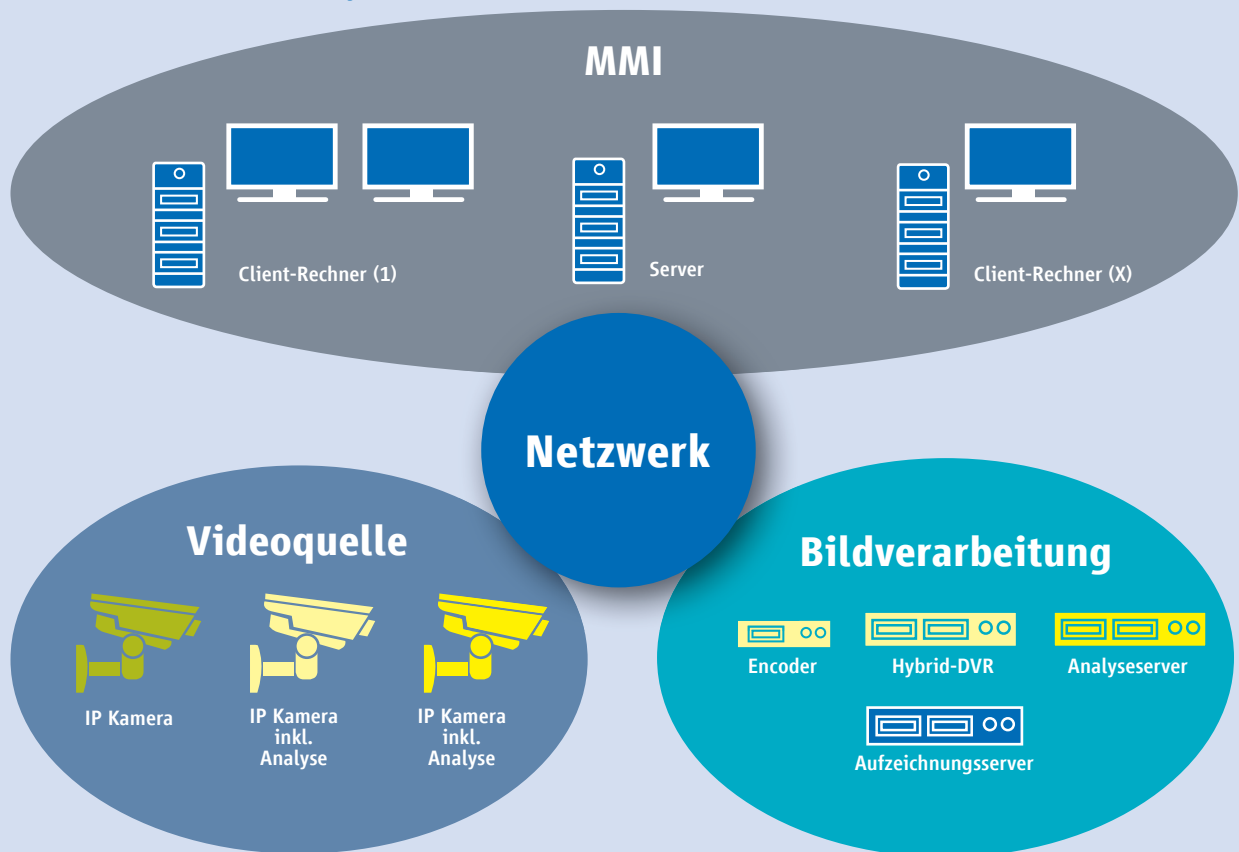 MMI
Client-Rechner (1)
Server
Client-Rechner (X)
Netzwerk
Videoquelle
IP Kamera
IP Kamera
inkl.
Analyse
IP Kamera
inkl.
Analyse
Bildverarbeitung
Encoder
Hybrid-DVR
Analyseserver
Aufzeichnungsserver